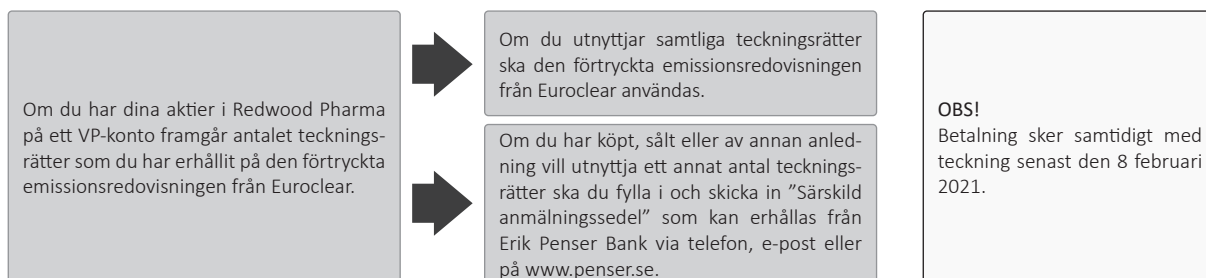 Om du har dina aktier i Redwood Pharma
på ett VP-konto framgår antalet tecknings-
rätter som du har erhållit på den förtryckta
emissionsredovisningen från Euroclear.
Om du utnyttjar samtliga teckningsrätter
ska den förtryckta emissionsredovisningen
från Euroclear användas.
Om du har köpt, sålt eller av annan anled-
ning vill utnyttja ett annat antal tecknings-
rätter ska du fylla i och skicka in ”Särskild
anmälningssedel” som kan erhållas från
Erik Penser Bank via telefon, e-post eller
på www.penser.se.
OBS!
Betalning sker samtidigt med
teckning senast den 8 februari
2021.